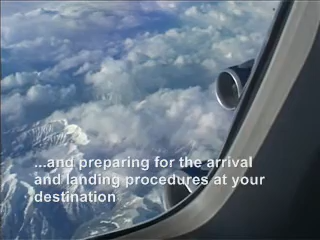 ...and preparing for the arrival
and landing procedures at your
destination